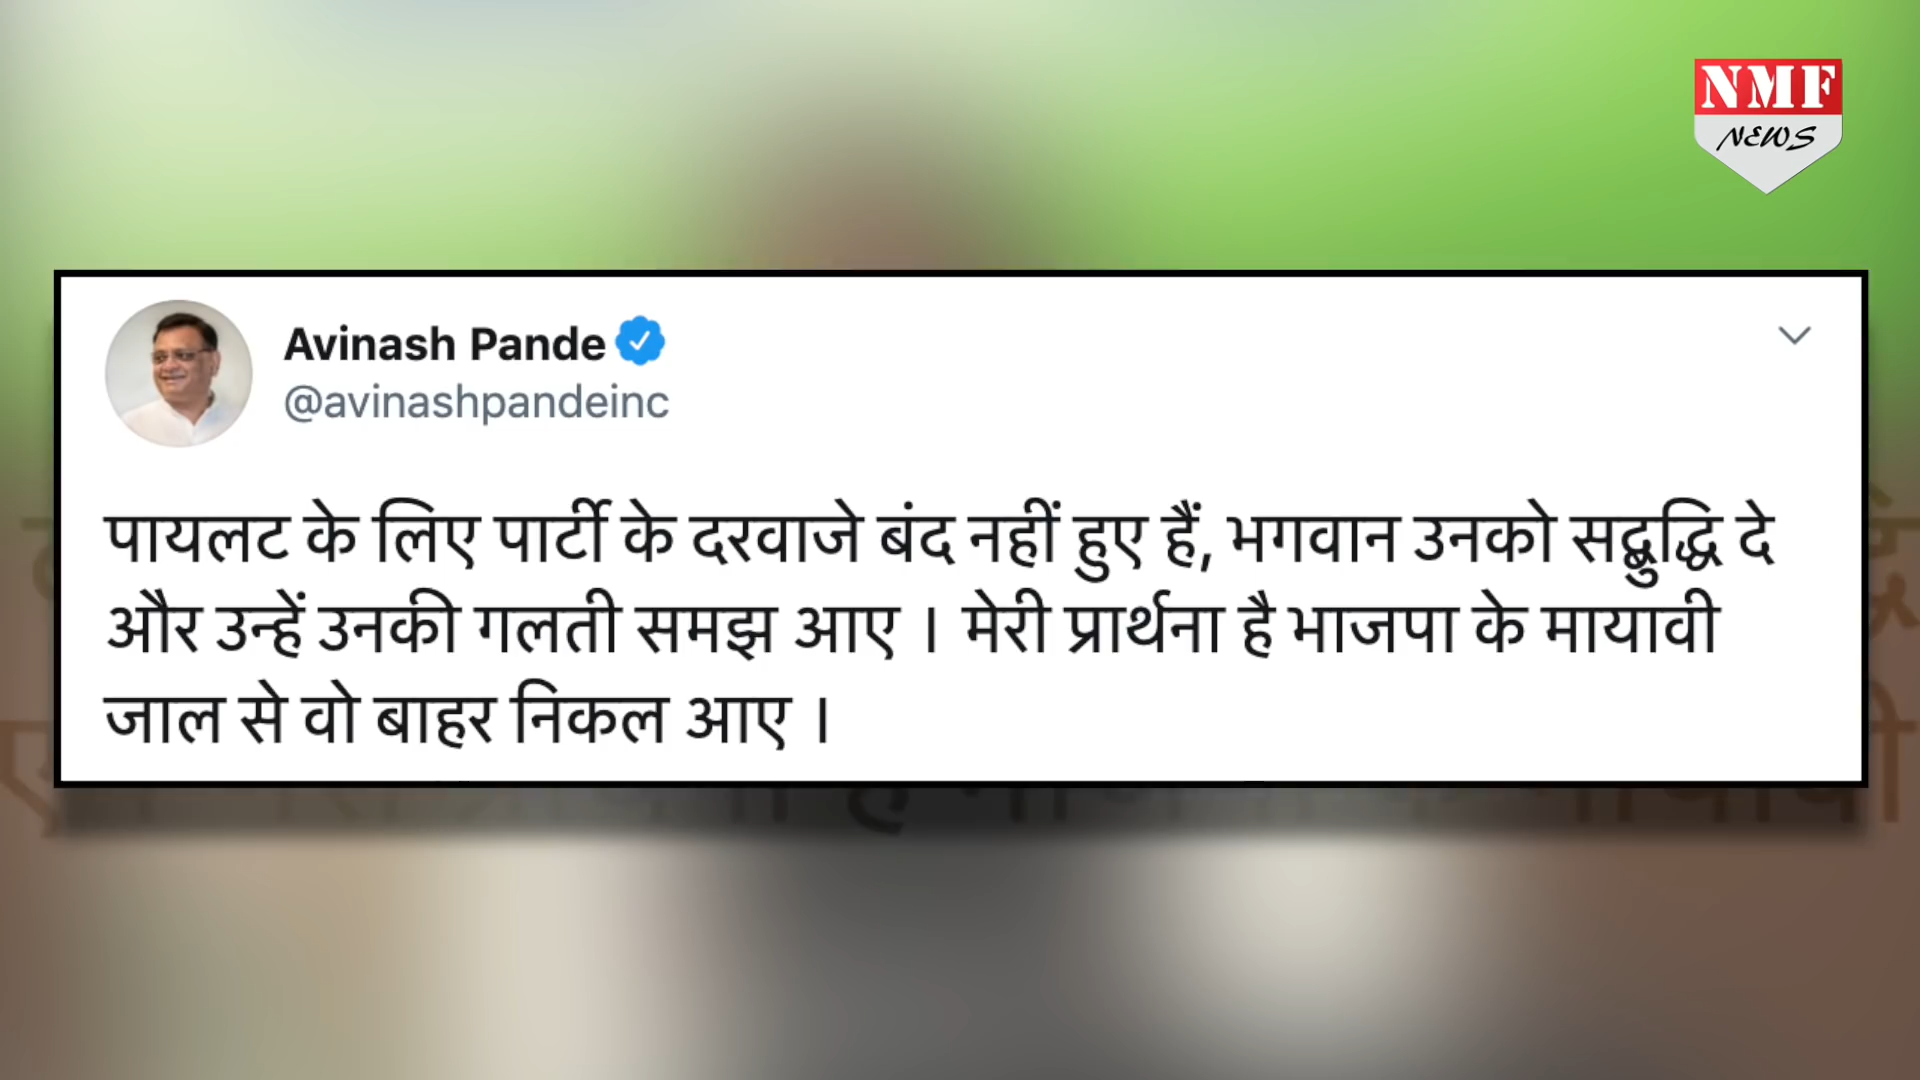 NMF
NEWS
Avinash Pande
@avinashpandeinc
पायलट के लिए पार्टी के दरवाजे बंद नहीं हुए हैं, भगवान उनको सद्बुद्धि दे
और उन्हें उनकी गलती समझ आए । मेरी प्रार्थना है भाजपा के मायावी
जाल से वो बाहर निकल आए ।